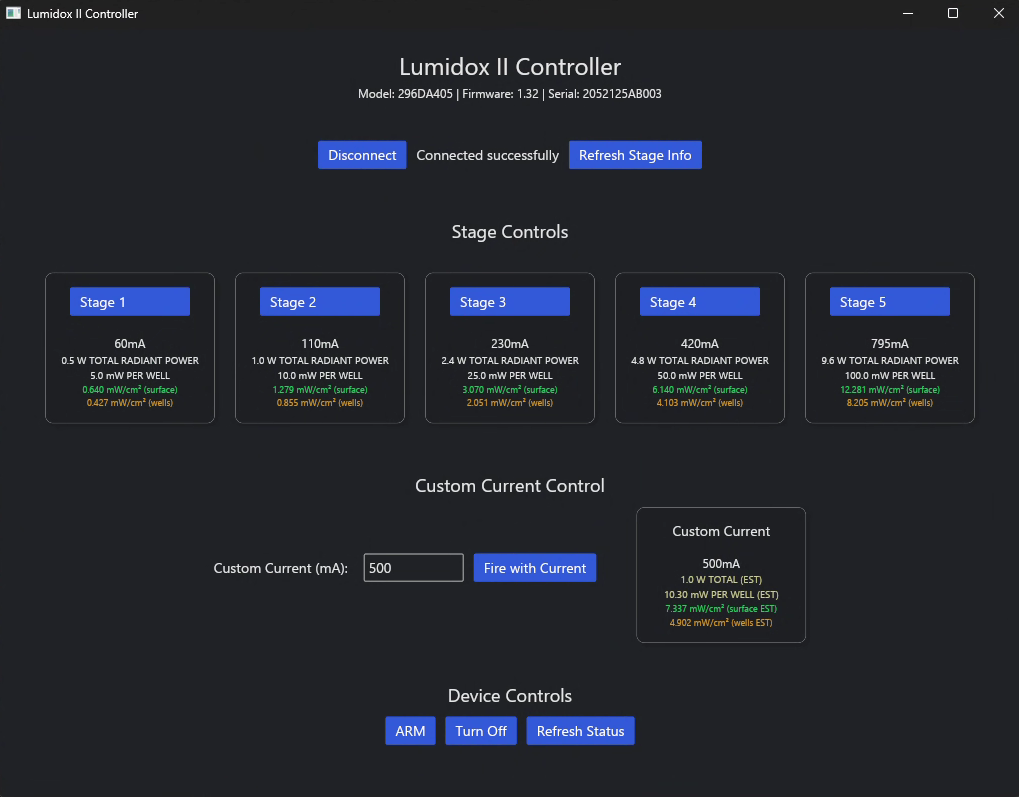 Lumidox II Controller
Lumidox II Controller
Model: 296DA405 | Firmware: 1.32 | Serial: 2052125AB003
Disconnect Connected successfully Refresh Stage Info
Stage Controls
Stage 1
60mA
0.5 W TOTAL RADIANT POWER
5.0 mW PER WELL
0.640 mW/cm² (surface)
0.427 mW/cm² (wells)
Stage 2
110mA
1.0 W TOTAL RADIANT POWER
10.0 mW PER WELL
1.279 mW/cm² (surface)
0.855 mW/cm² (wells)
Stage 3
230mA
2.4 W TOTAL RADIANT POWER
25.0 mW PER WELL
3.070 mW/cm² (surface)
2.051 mW/cm² (wells)
Stage 4
420mA
4.8 W TOTAL RADIANT POWER
50.0 mW PER WELL
6.140 mW/cm² (surface)
4.103 mW/cm² (wells)
Stage 5
795mA
9.6 W TOTAL RADIANT POWER
100.0 mW PER WELL
12.281 mW/cm² (surface)
8.205 mW/cm² (wells)
Custom Current Control
Custom Current (mA): 500 Fire with Current
Custom Current
500mA
1.0 W TOTAL (EST)
10.30 mW PER WELL (EST)
7.337 mW/cm² (surface EST)
4.902 mW/cm² (wells EST)
Device Controls
ARM Turn Off Refresh Status